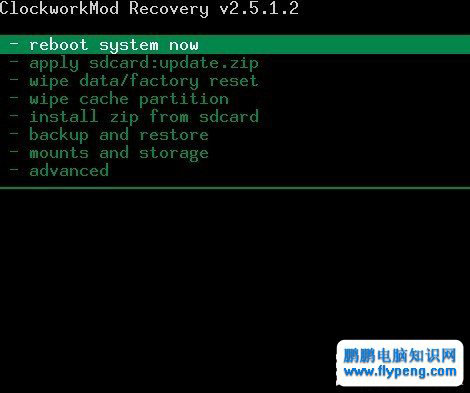 ClockworkMod Recovery v2.5.1.2
- reboot system now
- apply sdcard:update.zip
- wipe data/factory reset
- wipe cache partition
- install zip from sdcard
- backup and restore
- mounts and storage
- advanced
鹏鹏电脑知识网
www.flypeng.com